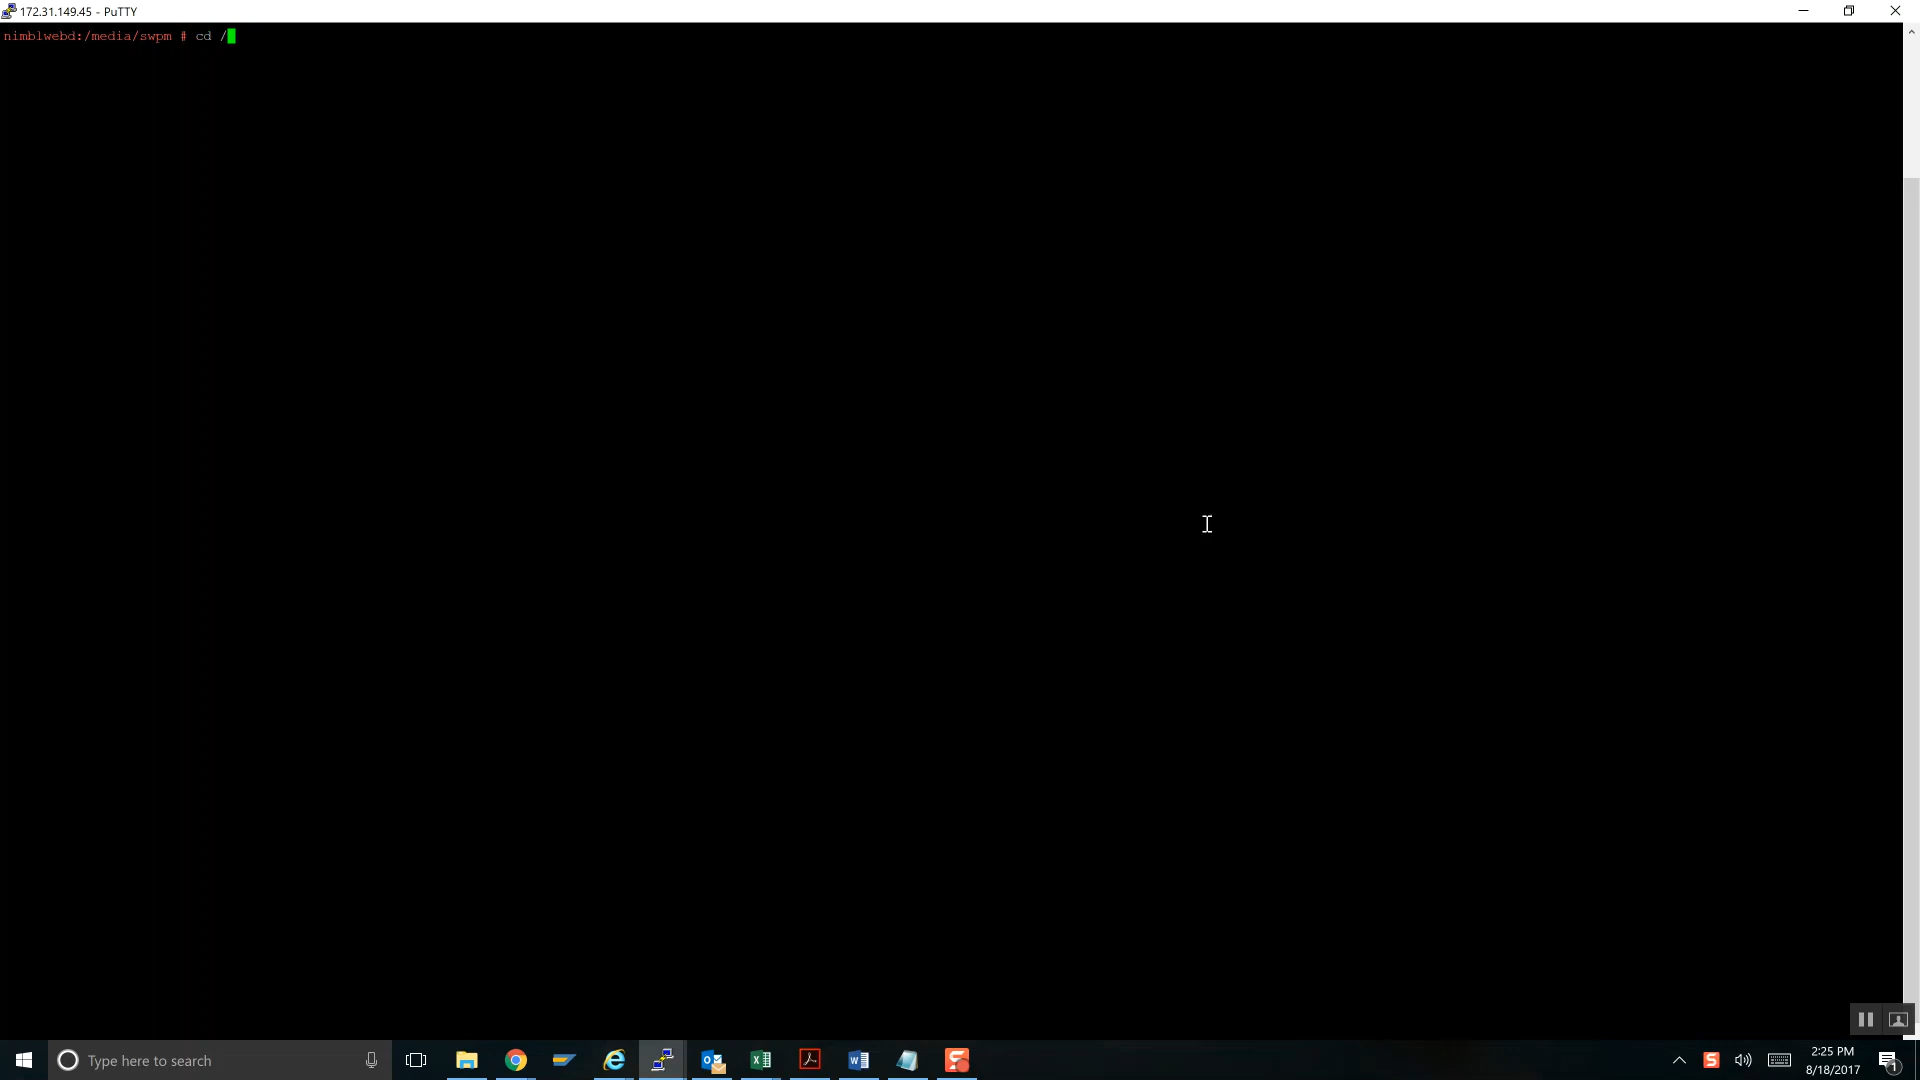 172.31.149.45 - PuTTY
nimblwebd:/media/swpm # cd /
Type here to search
2:25 PM
8/18/2017
1